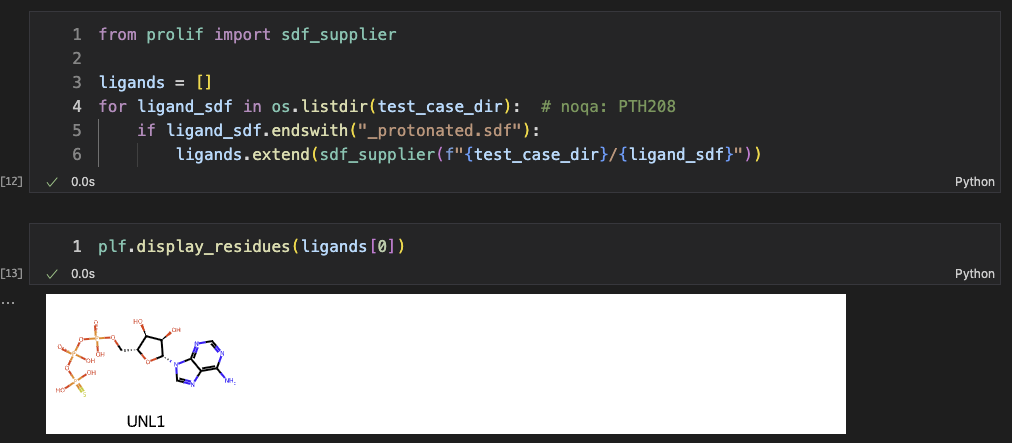 1 from prolif import sdf_supplier
2
3 ligands = []
4 for ligand_sdf in os.listdir(test_case_dir):  # noqa: PTH208
5     if ligand_sdf.endswith("_protonated.sdf"):
6         ligands.extend(sdf_supplier(f"{test_case_dir}/{ligand_sdf}"))
[12] ✓ 0.0s Python
1 plf.display_residues(ligands[0])
[13] ✓ 0.0s Python
...
HO OH
O O O
O OH N N
O OH O N
O OH N N NH₂
HO S
UNL1